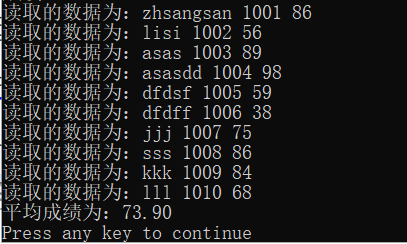 读取的数据为：zhsangsan 1001 86
读取的数据为：lisi 1002 56
读取的数据为：asas 1003 89
读取的数据为：asasdd 1004 98
读取的数据为：dfdsf 1005 59
读取的数据为：dfdff 1006 38
读取的数据为：jjj 1007 75
读取的数据为：sss 1008 86
读取的数据为：kkk 1009 84
读取的数据为：lll 1010 68
平均成绩为：73.90
Press any key to continue